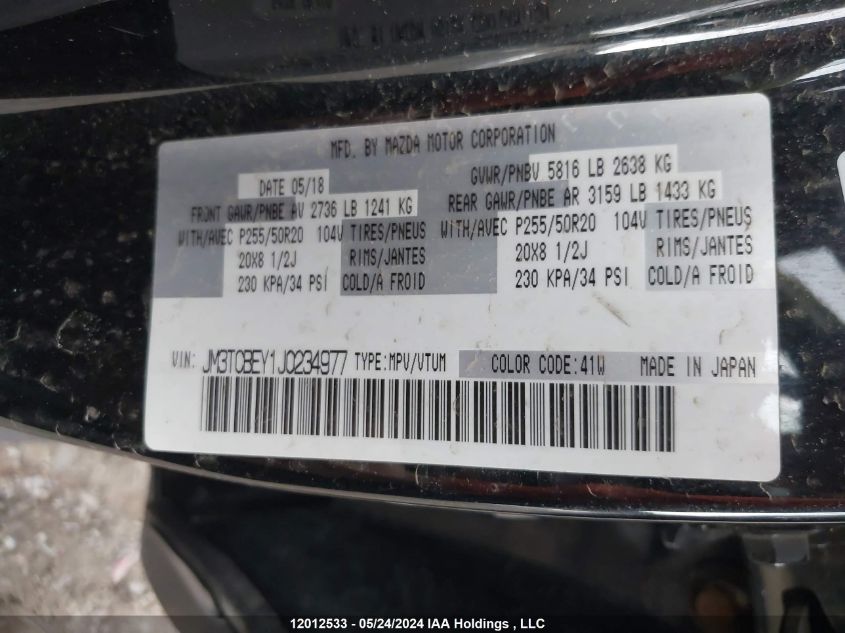 MFD. BY MAZDA MOTOR CORPORATION
DATE 05/18 GVWR/PNBV 5816 LB 2638 KG
FRONT GAWR/PNBE AV 2736 LB 1241 KG REAR GAWR/PNBE AR 3159 LB 1433 KG
WITH/AVEC P255/50R20 104V TIRES/PNEUS WITH/AVEC P255/50R20 104V TIRES/PNEUS
20X8 1/2J RIMS/JANTES 20X8 1/2J RIMS/JANTES
230 KPA/34 PSI COLD/A FROID 230 KPA/34 PSI COLD/A FROID
VIN: JM3TCBEY1J0234977 TYPE:MPV/VTUM COLOR CODE:41W MADE IN JAPAN
12012533 - 05/24/2024 IAA Holdings , LLC